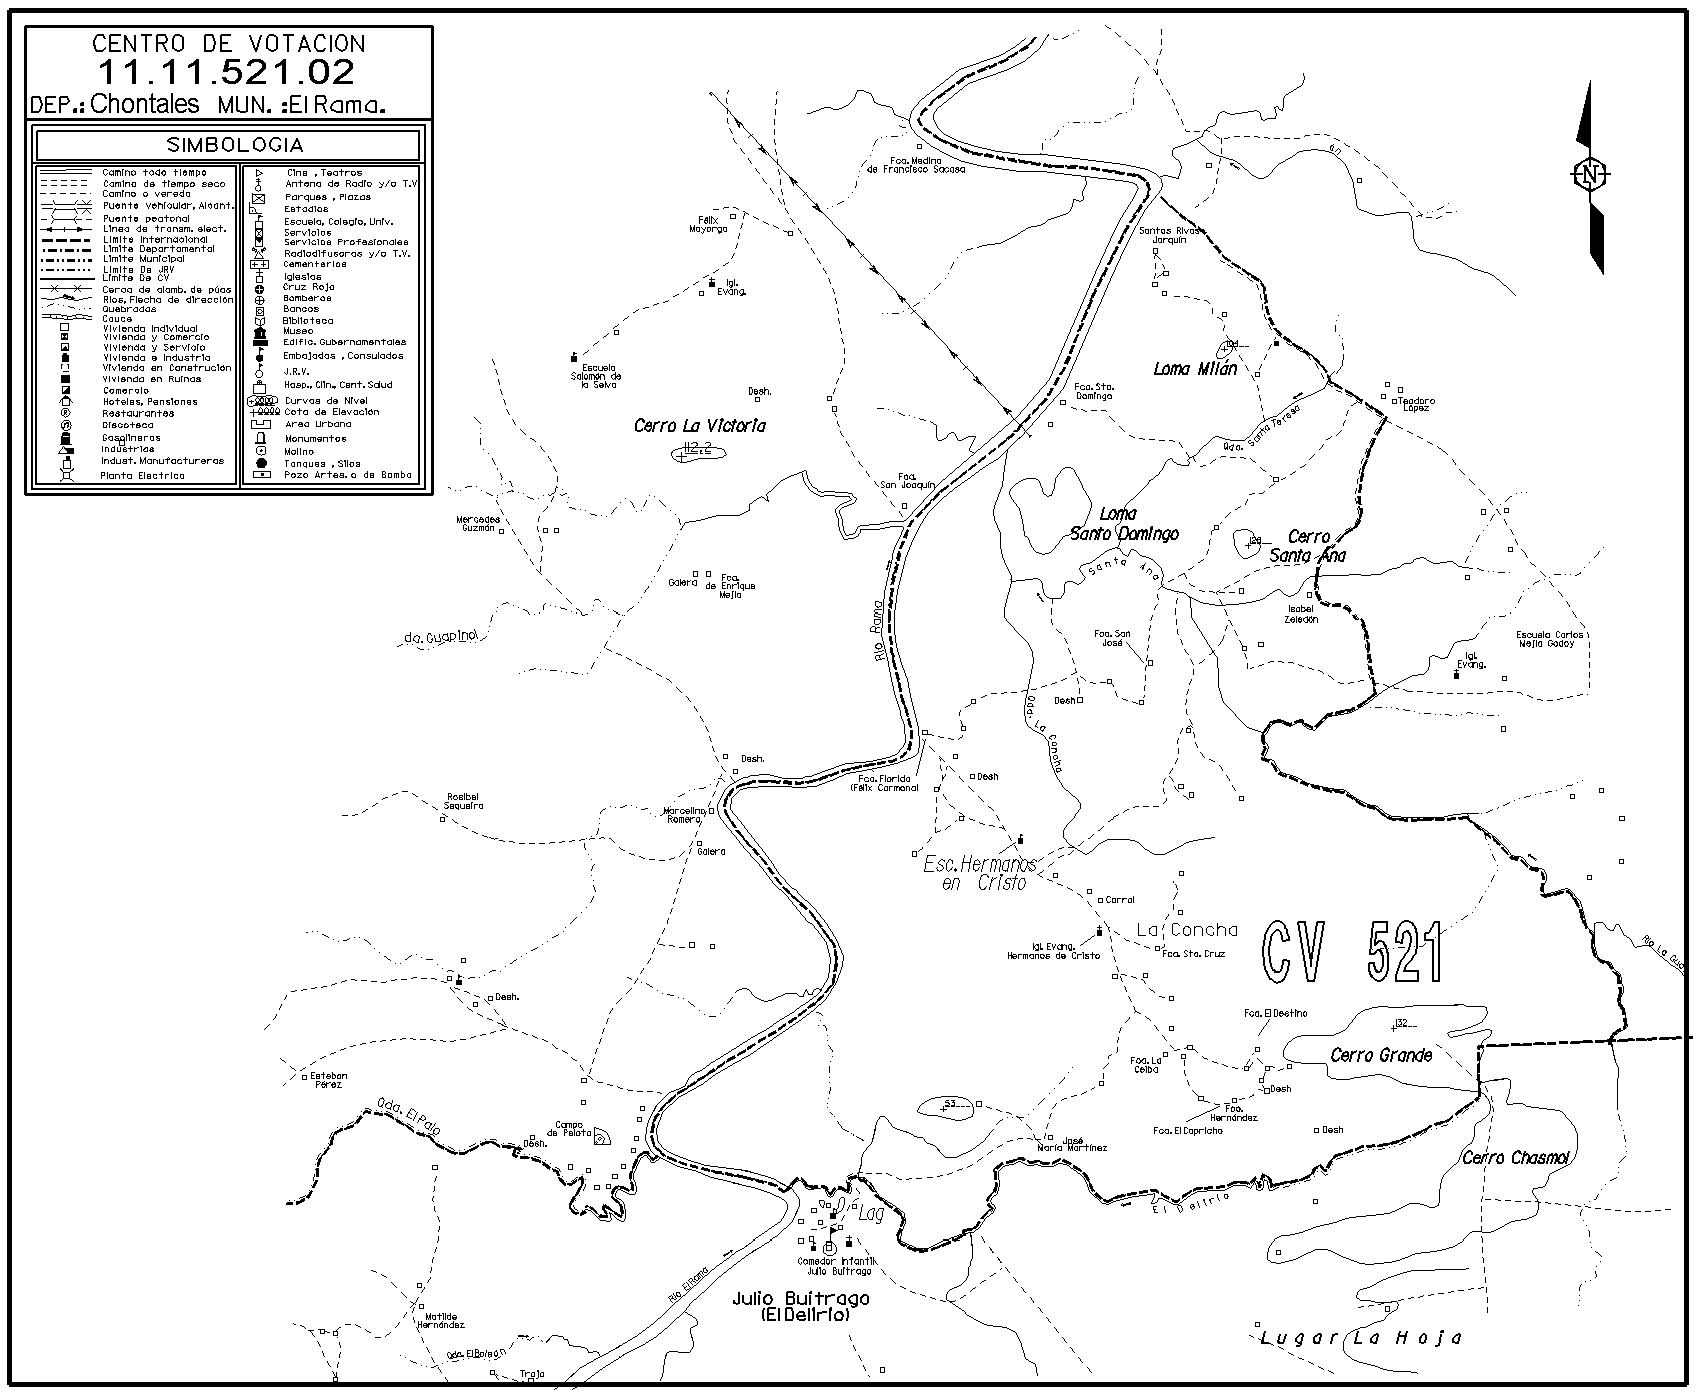 CENTRO DE VOTACION
11.11.521.02
DEP.: Chontales MUN. :El Rama.
SIMBOLOGIA
Camino todo tiempo
Camino de tiempo seco
Camino o vereda
Puente vehicular, Alcant.
Puente peatonal
Linea de transm. elect.
Limite Internacional
Limite Departamental
Limite Municipal
Limite De JRV
Limite De CV
Cerca de alamb. de púas
Rios, Flecha de dirección
Quebradas
Cauce
Vivienda Individual
Vivienda y Comercio
Vivienda y Servicio
Vivienda e Industria
Vivienda en Construción
Vivienda en Ruinas
Comercio
Hoteles, Pensiones
Restaurantes
Discoteca
Gasolineras
Industrias
Indust. Manufactureras
Planta Electrica
Cine , Teatros
Antena de Radio y/o T.V
Parques , Plazas
Estadios
Escuela, Colegio, Univ.
Servicios
Servicios Profesionales
Radiodifusoras y/o T.V.
Cementerios
Iglesias
Cruz Roja
Bomberos
Bancos
Biblioteca
Museo
Edific. Gubernamentales
Embajadas , Consulados
J.R.V.
Hosp., Clin., Cent. Salud
Curvas de Nivel
Cota de Elevación
Area Urbana
Monumentos
Molino
Tanques , Silos
Pozo Artes. o de Bomba
N
Fca. Medina
de Francisco Sacasa
Félix
Mayorga
Igl.
Evang.
Santos Rivas
Jarquín
Escuela
Salomón de
la Selva
Desh.
Loma Milán
Fca. Sto.
Domingo
Teodoro
López
Cerro La Victoria
112.2
Qda. Santa Teresa
Fca.
San Joaquín
Mercedes
Guzmán
Loma
Santo Domingo
Cerro
Santa Ana
Santa Ana
Galera
Fca.
de Enrique
Mejía
Río Rama
Isabel
Zeledón
da. Guapinol
Fca. San
José
Escuela Carlos
Mejía Godoy
Igl.
Evang.
Desh
Qdd. La Concha
Desh.
Fca. Florida
(Félix Carmona)
Desh
Rosibel
Sequeira
Marcelino
Romero
Galera
Esc. Hermanos
en Cristo
Corral
La Concha
Igl. Evang.
Hermanos de Cristo
Fca. Sta. Cruz
CV 521
Río La Gua
Desh.
Fca. El Destino
132
Cerro Grande
Fca. La
Ceiba
Esteban
Pérez
Desh
53
Fca.
Hernández
Fca. El Capricho
Qda. El Palo
Campo
de Pelota
Desh.
José
María Martínez
Desh
Cerro Chasmol
El Delirio
Lag
Comedor Infantil
Julio Buitrago
Río El Rama
Julio Buitrago
(El Delirio)
Matilde
Hernández
Lugar La Hoja
Troja